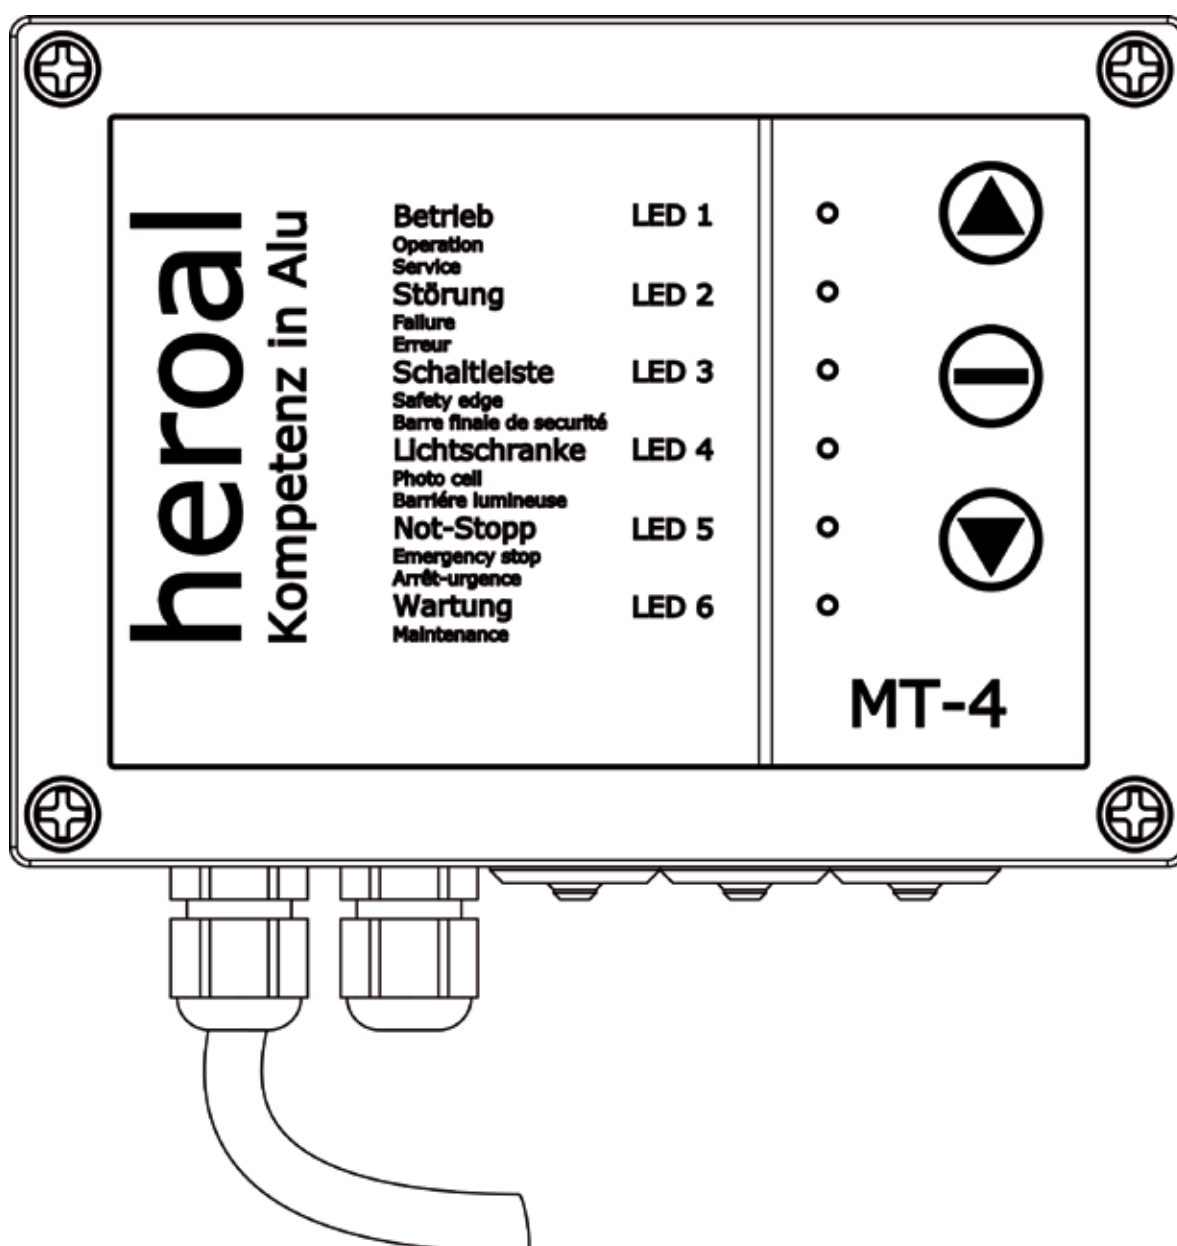 heroal
Kompetenz in Alu
Betrieb LED 1
Operation
Service
Störung LED 2
Failure
Erreur
Schaltleiste LED 3
Safety edge
Barre finale de securité
Lichtschranke LED 4
Photo cell
Barriére lumineuse
Not-Stopp LED 5
Emergency stop
Arrêt-urgence
Wartung LED 6
Maintenance
MT-4